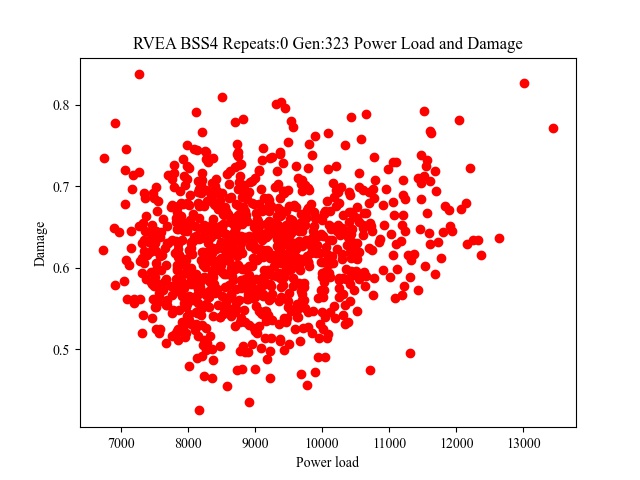 RVEA BSS4 Repeats:0 Gen:323 Power Load and Damage
0.8
0.7
0.6
0.5
Damage
7000 8000 9000 10000 11000 12000 13000
Power load